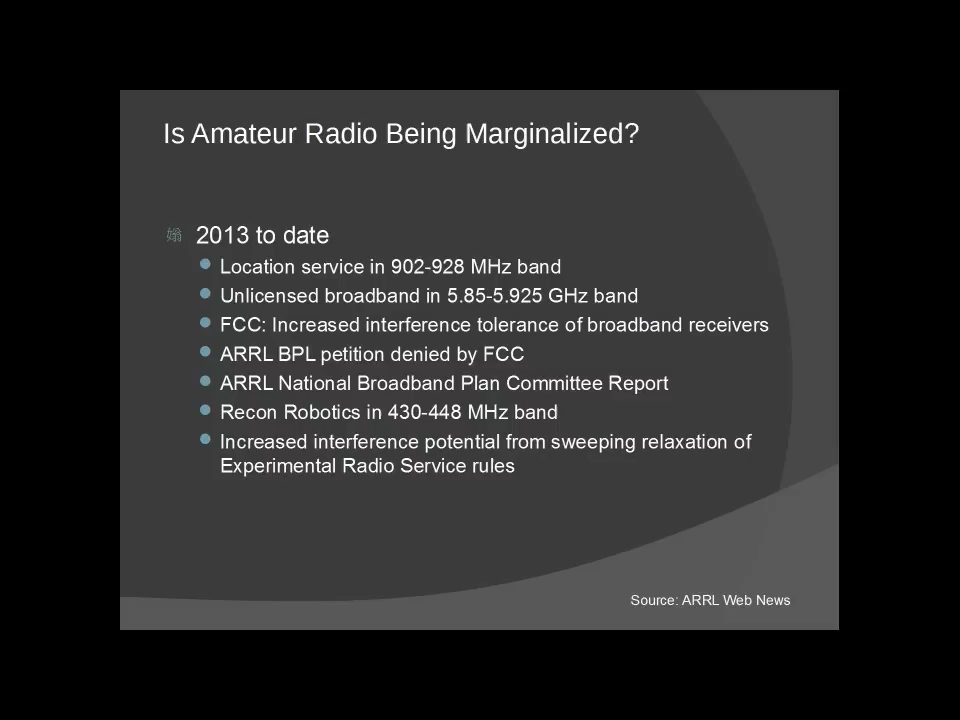 Is Amateur Radio Being Marginalized?
2013 to date
Location service in 902-928 MHz band
Unlicensed broadband in 5.85-5.925 GHz band
FCC: Increased interference tolerance of broadband receivers
ARRL BPL petition denied by FCC
ARRL National Broadband Plan Committee Report
Recon Robotics in 430-448 MHz band
Increased interference potential from sweeping relaxation of
Experimental Radio Service rules
Source: ARRL Web News